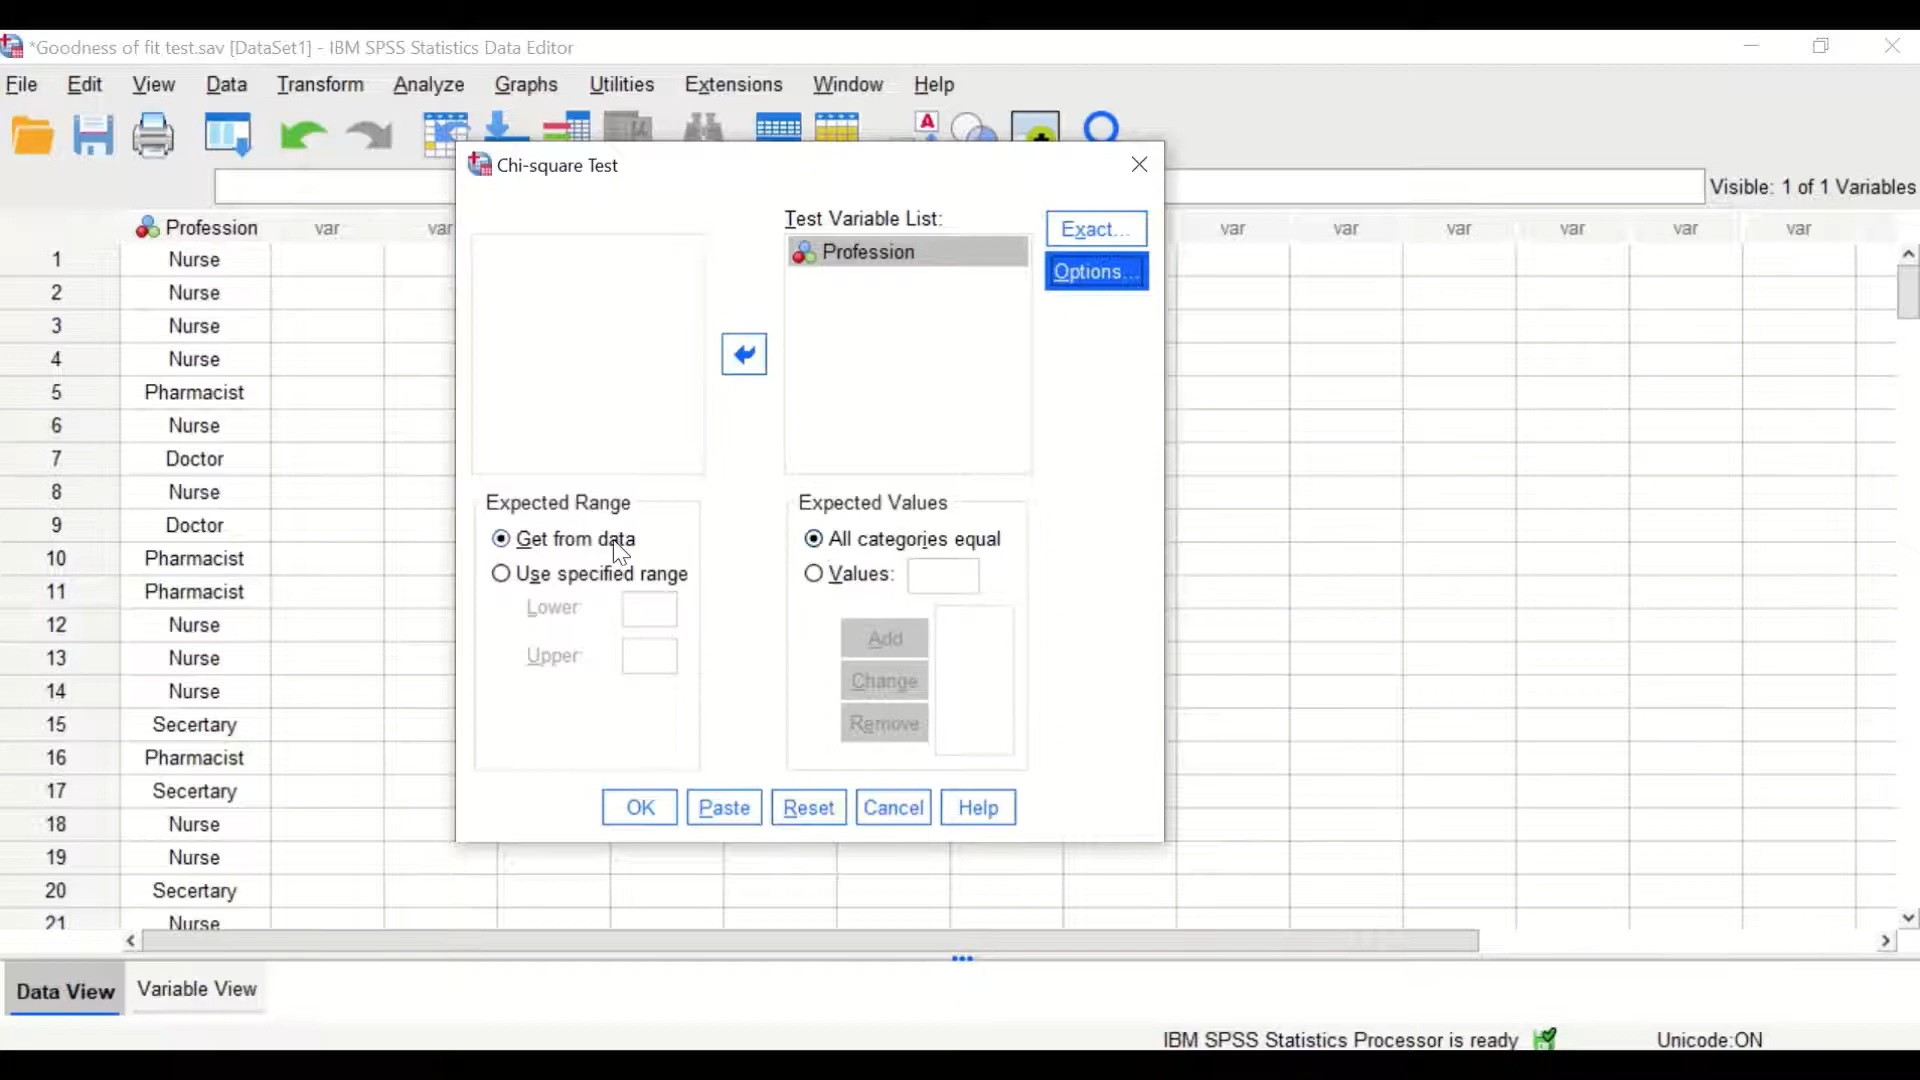 *Goodness of fit test.sav [DataSet1] - IBM SPSS Statistics Data Editor
File Edit View Data Transform Analyze Graphs Utilities Extensions Window Help
A
Visible: 1 of 1 Variables
Profession var var var var var var var var
1 Nurse
2 Nurse
3 Nurse
4 Nurse
5 Pharmacist
6 Nurse
7 Doctor
8 Nurse
9 Doctor
10 Pharmacist
11 Pharmacist
12 Nurse
13 Nurse
14 Nurse
15 Secertary
16 Pharmacist
17 Secertary
18 Nurse
19 Nurse
20 Secertary
21 Nurse
Chi-square Test
Test Variable List:
Profession
Exact...
Options...
Expected Range
Get from data
Use specified range
Lower:
Upper:
Expected Values
All categories equal
Values:
Add
Change
Remove
OK Paste Reset Cancel Help
Data View Variable View
IBM SPSS Statistics Processor is ready Unicode:ON